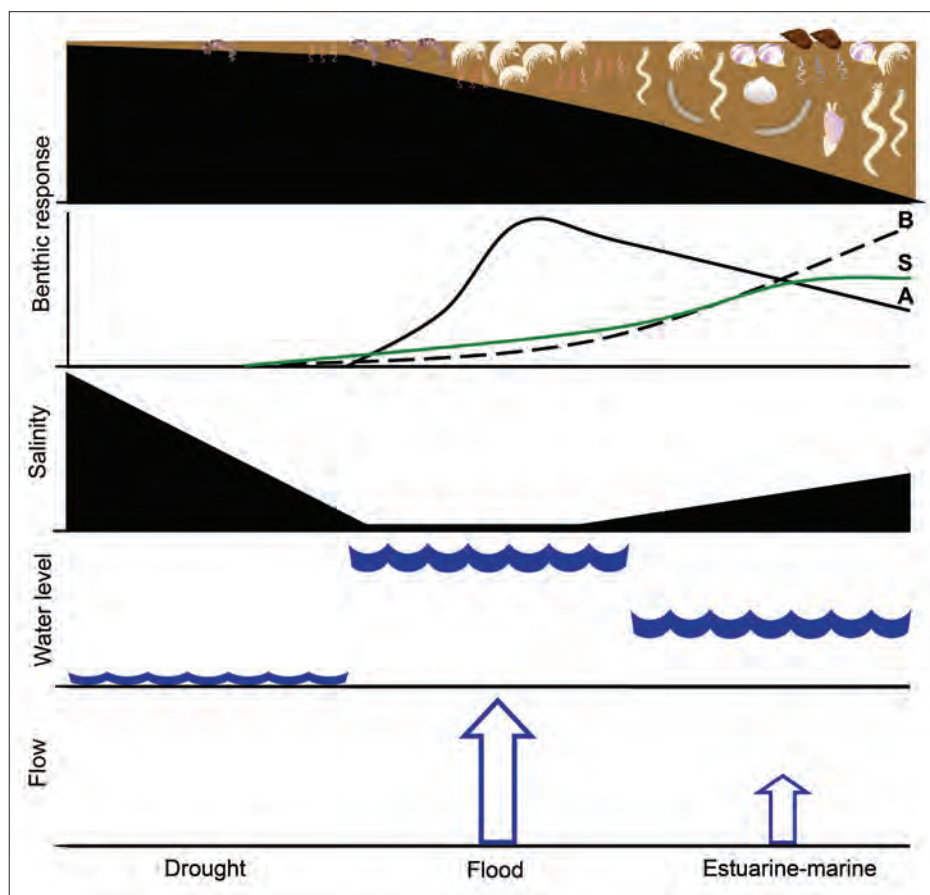 Benthic response
B
S
A
Salinity
Water level
Flow
Drought
Flood
Estuarine-marine